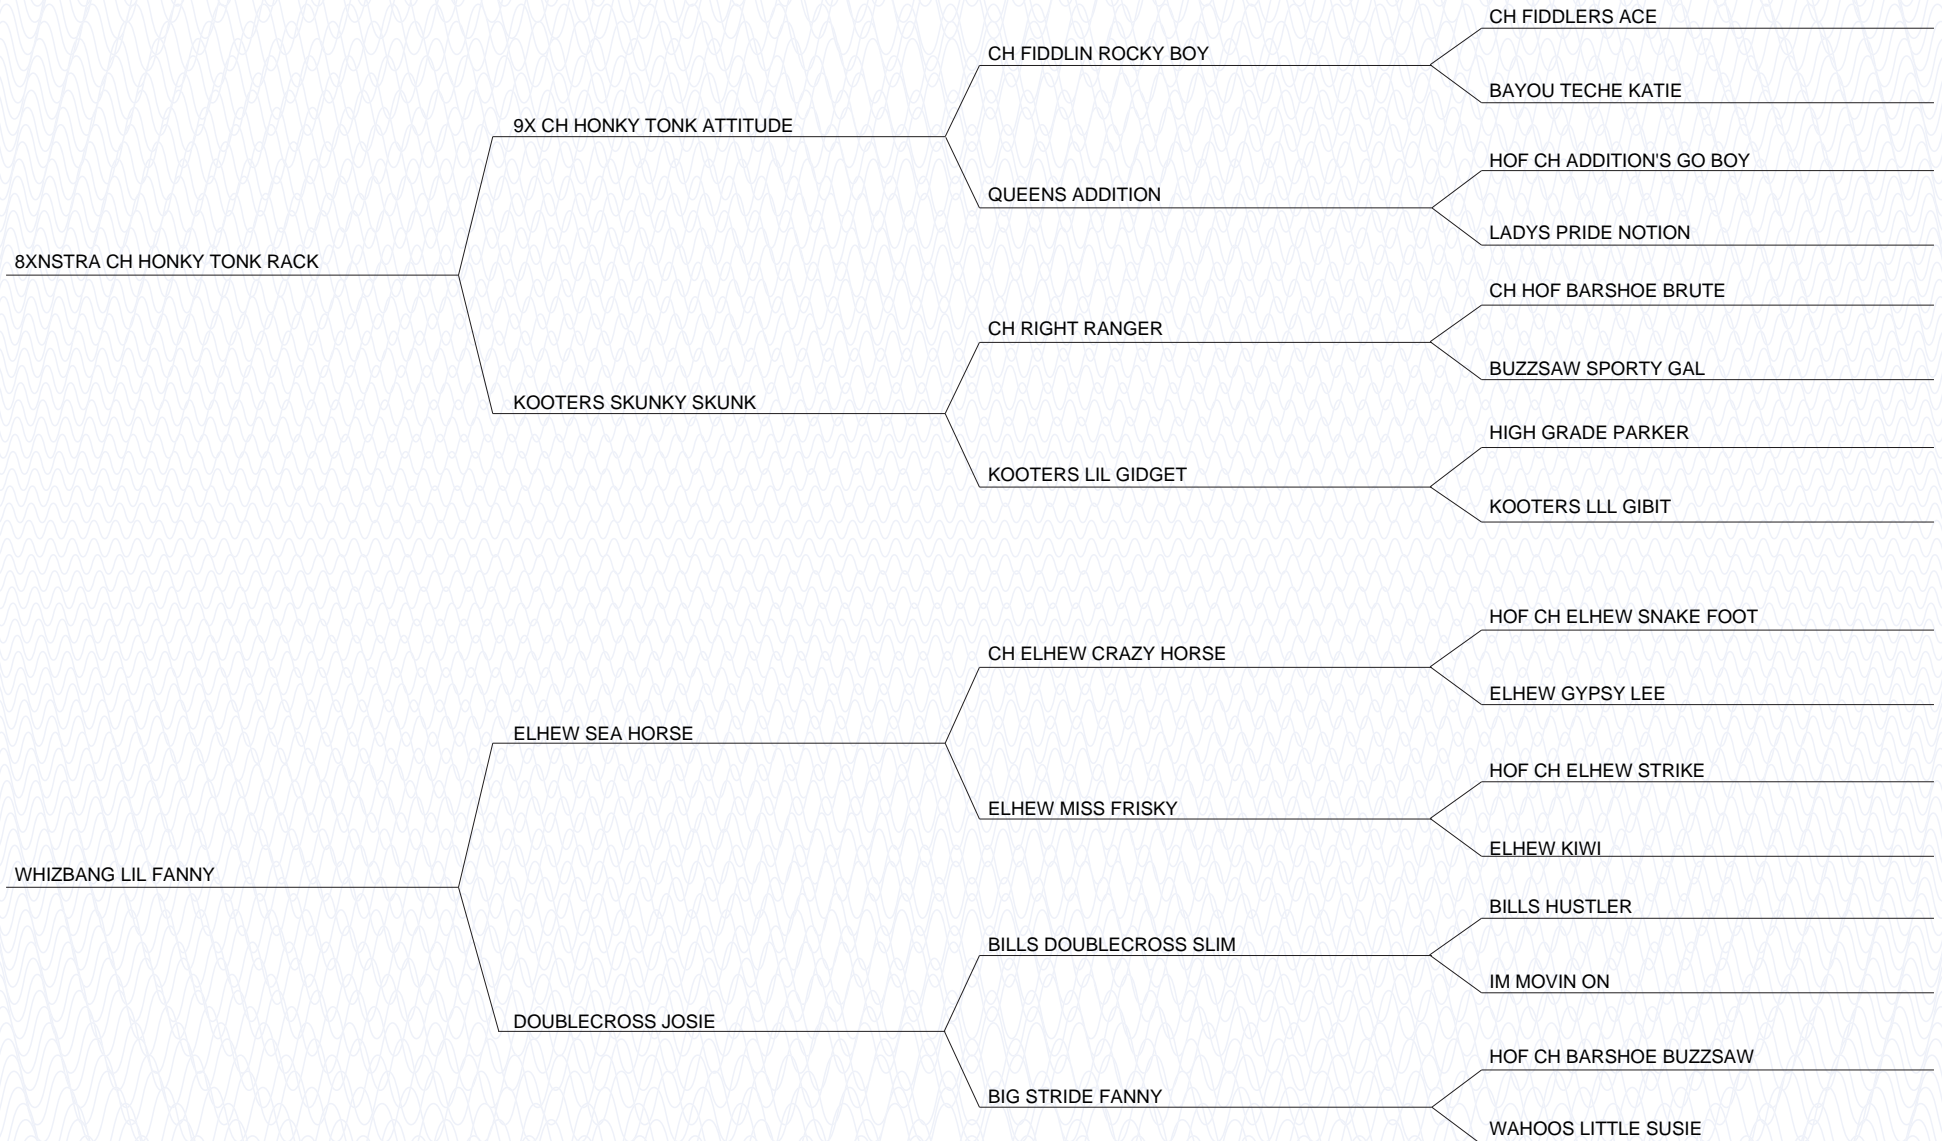 CH FIDDLERS ACE
CH FIDDLIN ROCKY BOY
BAYOU TECHE KATIE
9X CH HONKY TONK ATTITUDE
HOF CH ADDITION'S GO BOY
QUEENS ADDITION
LADYS PRIDE NOTION
8XNSTRA CH HONKY TONK RACK
CH HOF BARSHOE BRUTE
CH RIGHT RANGER
BUZZSAW SPORTY GAL
KOOTERS SKUNKY SKUNK
HIGH GRADE PARKER
KOOTERS LIL GIDGET
KOOTERS LLL GIBIT
HOF CH ELHEW SNAKE FOOT
CH ELHEW CRAZY HORSE
ELHEW GYPSY LEE
ELHEW SEA HORSE
HOF CH ELHEW STRIKE
ELHEW MISS FRISKY
ELHEW KIWI
WHIZBANG LIL FANNY
BILLS HUSTLER
BILLS DOUBLECROSS SLIM
IM MOVIN ON
DOUBLECROSS JOSIE
HOF CH BARSHOE BUZZSAW
BIG STRIDE FANNY
WAHOOS LITTLE SUSIE